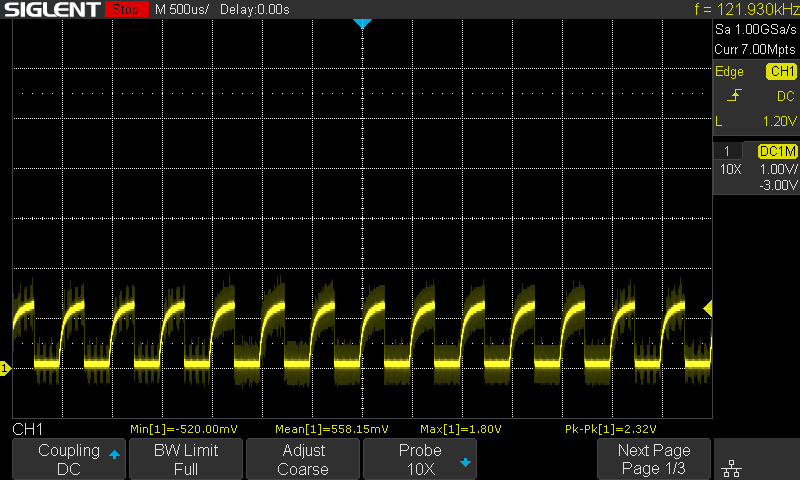 SIGLENT Stop M 500us/ Delay:0.00s f = 121.930kHz
Sa 1.00GSa/s
Curr 7.00Mpts
Edge CH1
DC
L 1.20V
1 DC1M
10X 1.00V/
-3.00V
1
CH1 Min[1]=-520.00mV Mean[1]=558.15mV Max[1]=1.80V Pk-Pk[1]=2.32V
Coupling
DC
BW Limit
Full
Adjust
Coarse
Probe
10X
Next Page
Page 1/3